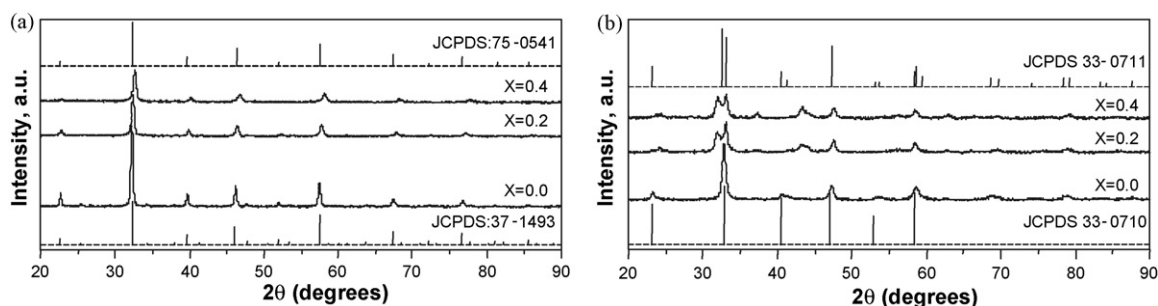 (a)
Intensity, a.u.
JCPDS:75-0541
X=0.4
X=0.2
X=0.0
JCPDS:37-1493
20 30 40 50 60 70 80 90
2θ (degrees)
(b)
Intensity, a.u.
JCPDS 33-0711
X=0.4
X=0.2
X=0.0
JCPDS 33-0710
20 30 40 50 60 70 80 90
2θ (degrees)